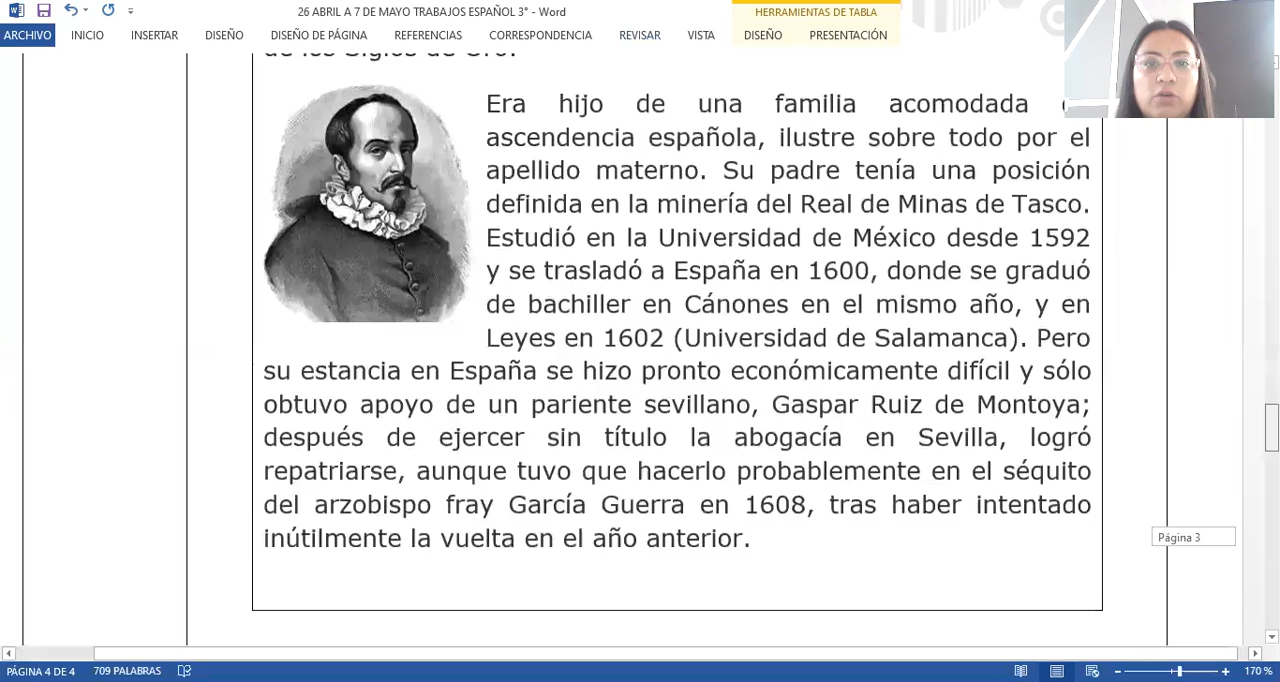 26 ABRIL A 7 DE MAYO TRABAJOS ESPAÑOL 3° - Word
HERRAMIENTAS DE TABLA
ARCHIVO INICIO INSERTAR DISEÑO DISEÑO DE PÁGINA REFERENCIAS CORRESPONDENCIA REVISAR VISTA DISEÑO PRESENTACIÓN
de los Siglos de Oro.
Era hijo de una familia acomodada
ascendencia española, ilustre sobre todo por el
apellido materno. Su padre tenía una posición
definida en la minería del Real de Minas de Tasco.
Estudió en la Universidad de México desde 1592
y se trasladó a España en 1600, donde se graduó
de bachiller en Cánones en el mismo año, y en
Leyes en 1602 (Universidad de Salamanca). Pero
su estancia en España se hizo pronto económicamente difícil y sólo
obtuvo apoyo de un pariente sevillano, Gaspar Ruiz de Montoya;
después de ejercer sin título la abogacía en Sevilla, logró
repatriarse, aunque tuvo que hacerlo probablemente en el séquito
del arzobispo fray García Guerra en 1608, tras haber intentado
inútilmente la vuelta en el año anterior.
Página 3
PÁGINA 4 DE 4 709 PALABRAS 170 %